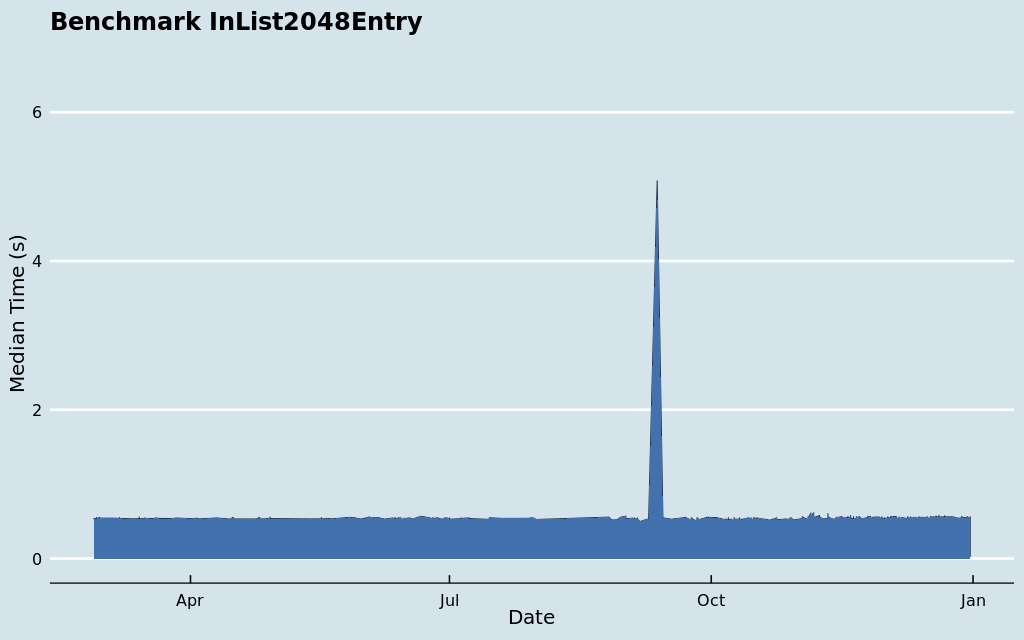 Benchmark InList2048Entry
6
4
2
0
Median Time (s)
Apr
Jul
Oct
Jan
Date